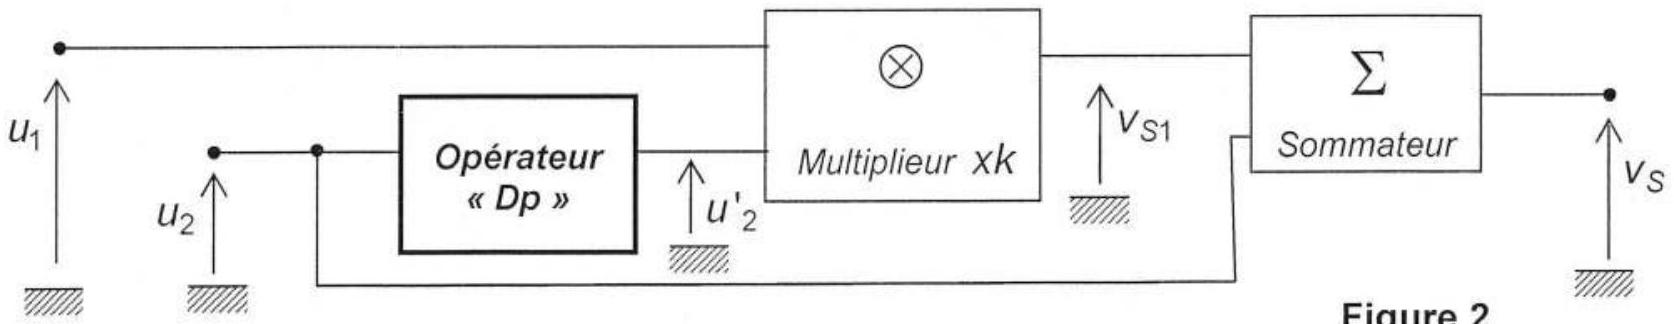 u1
u2
Opérateur
« Dp »
u'2
⊗
Multiplieur xk
vS1
Σ
Sommateur
vS
Figure 2